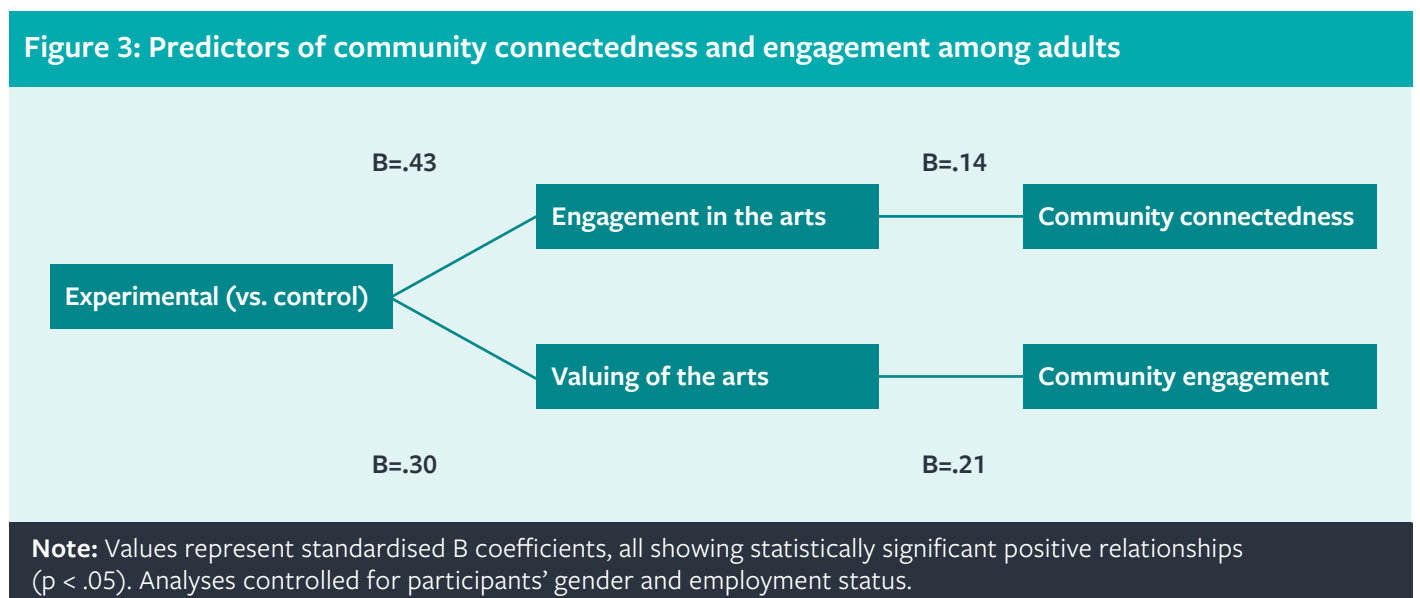 Figure 3: Predictors of community connectedness and engagement among adults
B=.43
B=.14
Engagement in the arts
Community connectedness
Experimental (vs. control)
Valuing of the arts
Community engagement
B=.30
B=.21
Note: Values represent standardised B coefficients, all showing statistically significant positive relationships
(p < .05). Analyses controlled for participants’ gender and employment status.